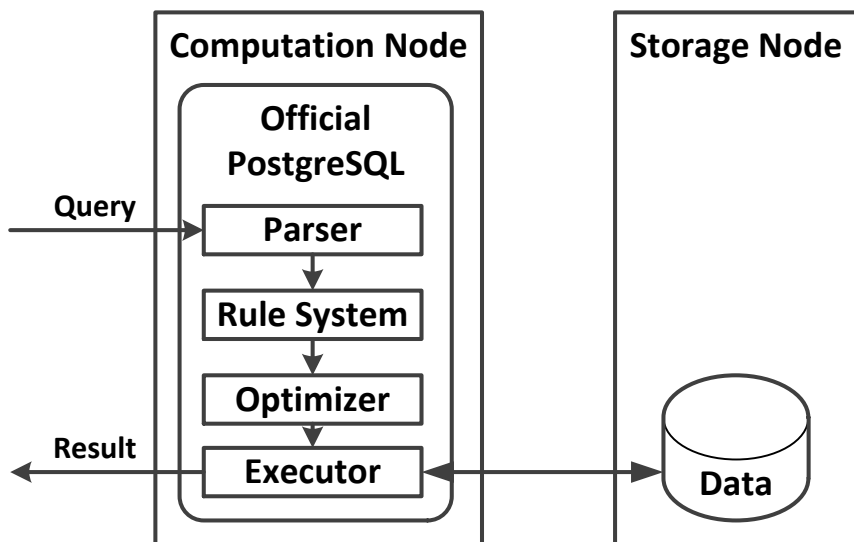 Computation Node
Storage Node
Official
PostgreSQL
Query
Parser
Rule System
Optimizer
Result
Executor
Data